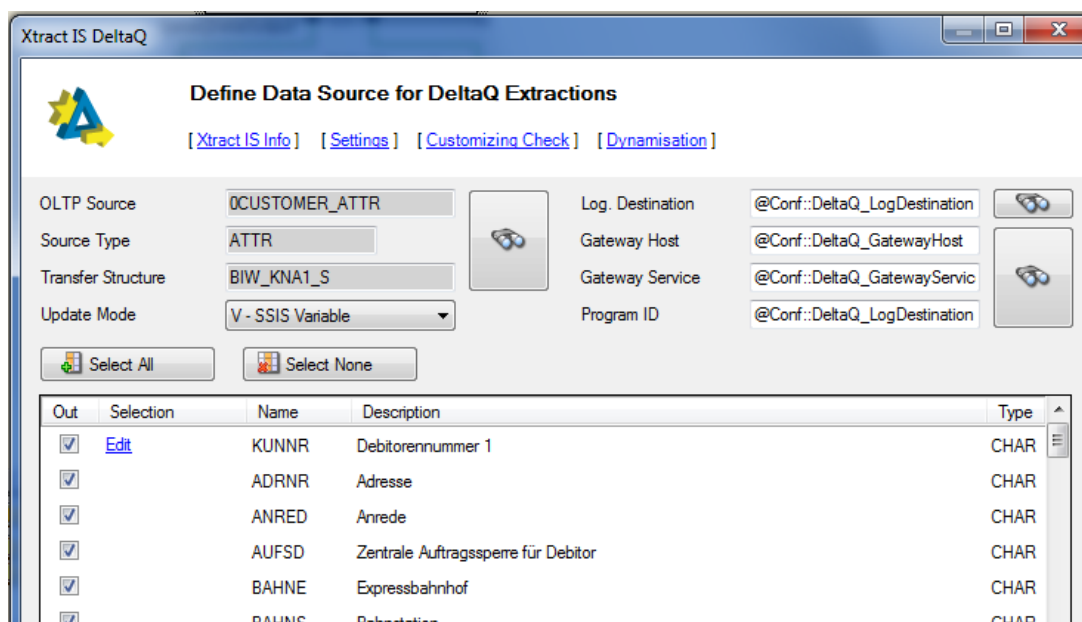 Xtract IS DeltaQ
Define Data Source for DeltaQ Extractions
[ Xtract IS Info ] [ Settings ] [ Customizing Check ] [ Dynamisation ]
OLTP Source 0CUSTOMER_ATTR Log. Destination @Conf::DeltaQ_LogDestination
Source Type ATTR Gateway Host @Conf::DeltaQ_GatewayHost
Transfer Structure BIW_KNA1_S Gateway Service @Conf::DeltaQ_GatewayServic
Update Mode V - SSIS Variable Program ID @Conf::DeltaQ_LogDestination
Select All Select None
Out Selection Name Description Type
Edit KUNNR Debitorennummer 1 CHAR
ADRNR Adresse CHAR
ANRED Anrede CHAR
AUFSD Zentrale Auftragssperre für Debitor CHAR
BAHNE Expressbahnhof CHAR
BAHNS Bahnstation CHAR